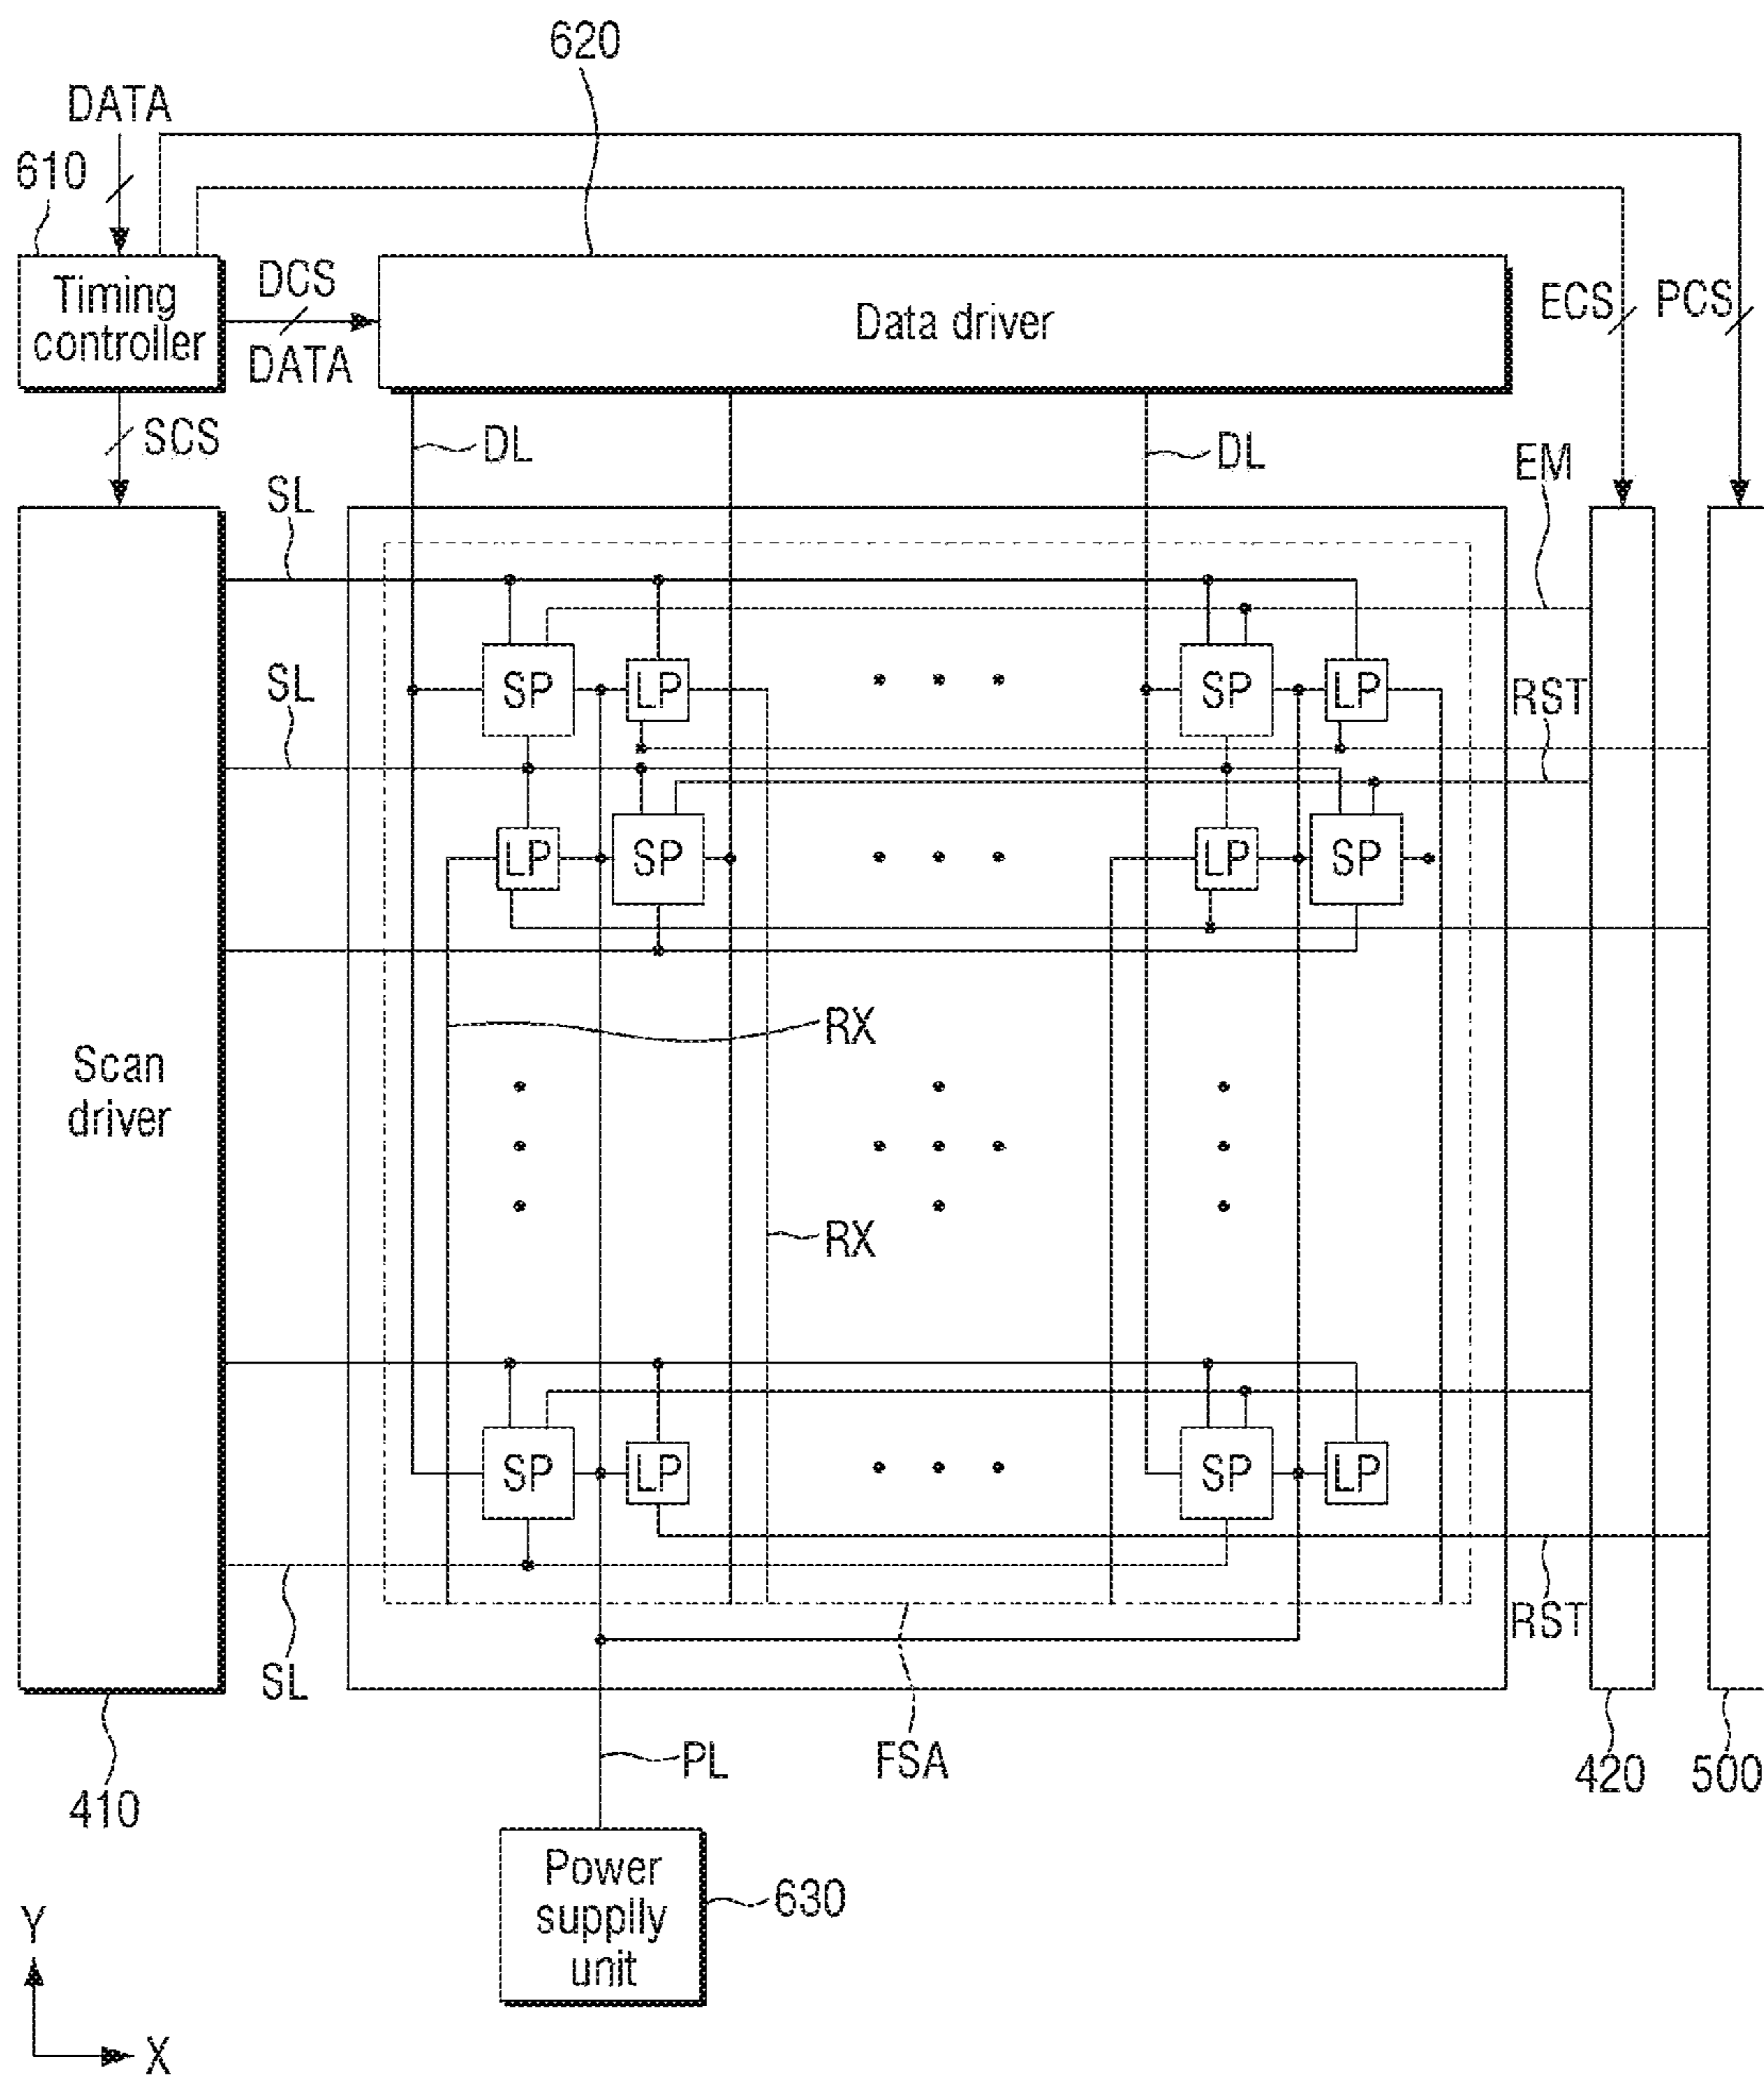 620
DATA
610
Timing
controller
DCS
DATA
Data driver
ECS
PCS
SCS
DL
DL
EM
SL
SP
LP
SP
LP
SL
RST
LP
SP
LP
SP
RX
Scan
driver
RX
SP
LP
SP
LP
RST
SL
PL
FSA
420
500
410
Power
suppily
unit
630
Y
X